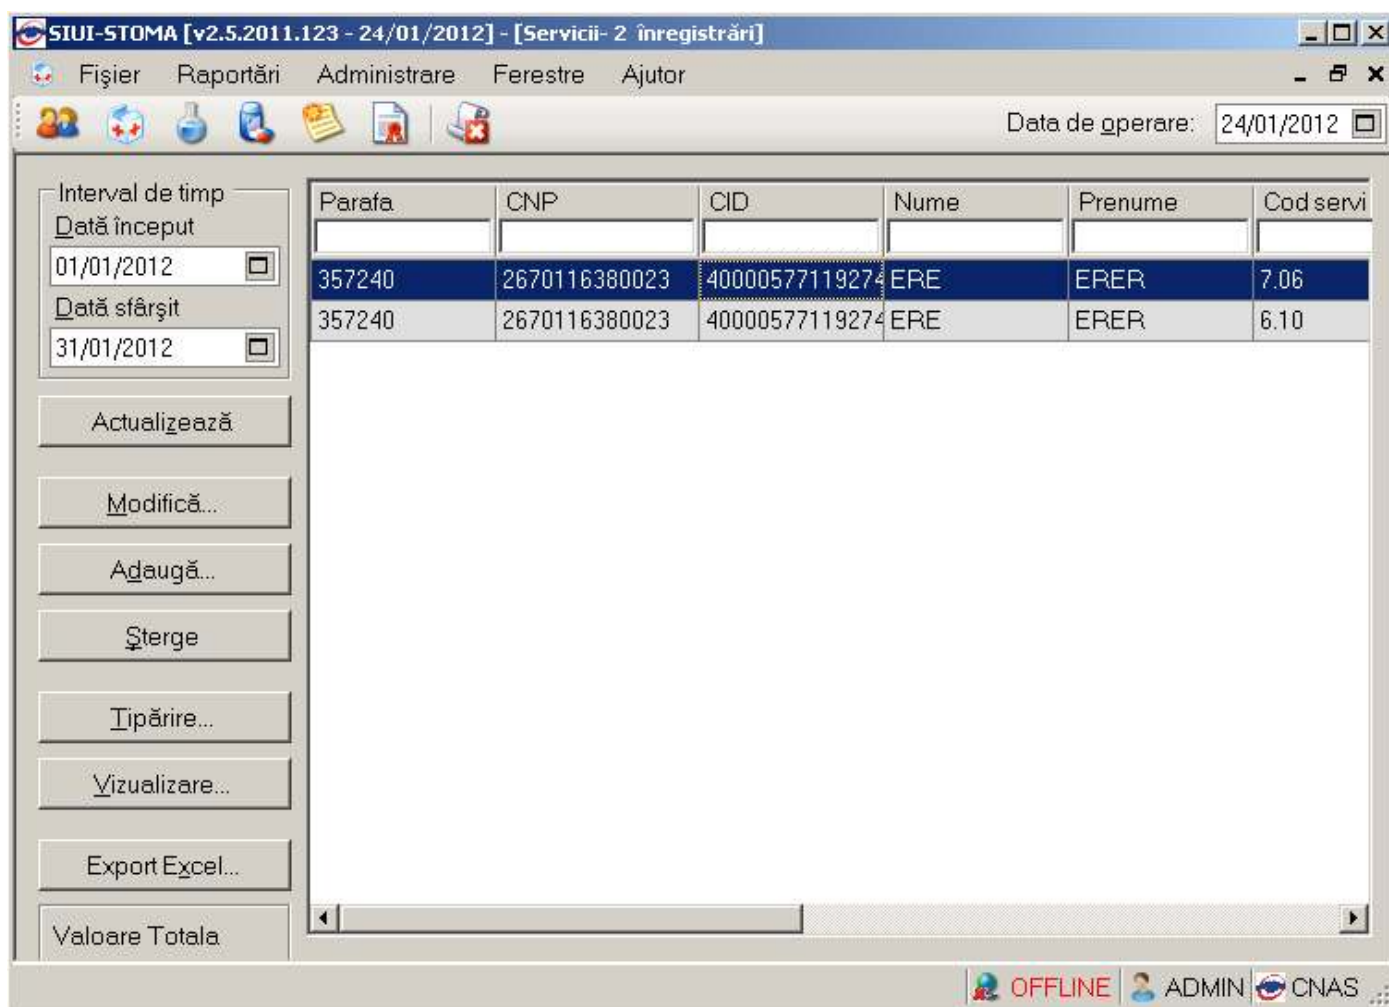 SIUI-STOMA [v2.5.2011.123 - 24/01/2012] - [Servicii- 2 înregistrări]
Fişier Raportări Administrare Ferestre Ajutor
Data de operare: 24/01/2012
Interval de timp
Dată început
01/01/2012
Dată sfârşit
31/01/2012
Actualizează
Modifică...
Adaugă...
Şterge
Tipărire...
Vizualizare...
Export Excel...
Valoare Totala
Parafa CNP CID Nume Prenume Cod servi
357240 2670116380023 40000577119274 ERE ERER 7.06
357240 2670116380023 40000577119274 ERE ERER 6.10
OFFLINE ADMIN CNAS